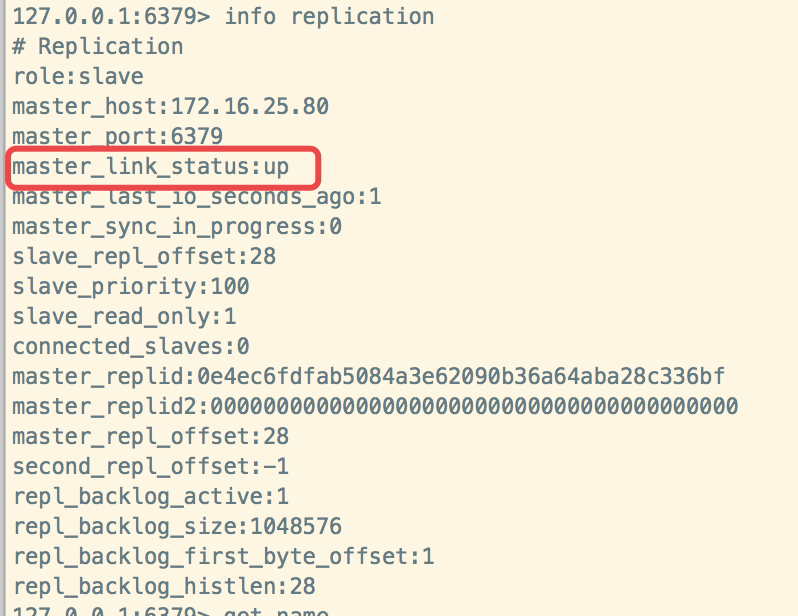 127.0.0.1:6379> info replication
# Replication
role:slave
master_host:172.16.25.80
master_port:6379
master_link_status:up
master_last_io_seconds_ago:1
master_sync_in_progress:0
slave_repl_offset:28
slave_priority:100
slave_read_only:1
connected_slaves:0
master_replid:0e4ec6fdfab5084a3e62090b36a64aba28c336bf
master_replid2:0000000000000000000000000000000000000000
master_repl_offset:28
second_repl_offset:-1
repl_backlog_active:1
repl_backlog_size:1048576
repl_backlog_first_byte_offset:1
repl_backlog_histlen:28
127.0.0.1:6379> get name